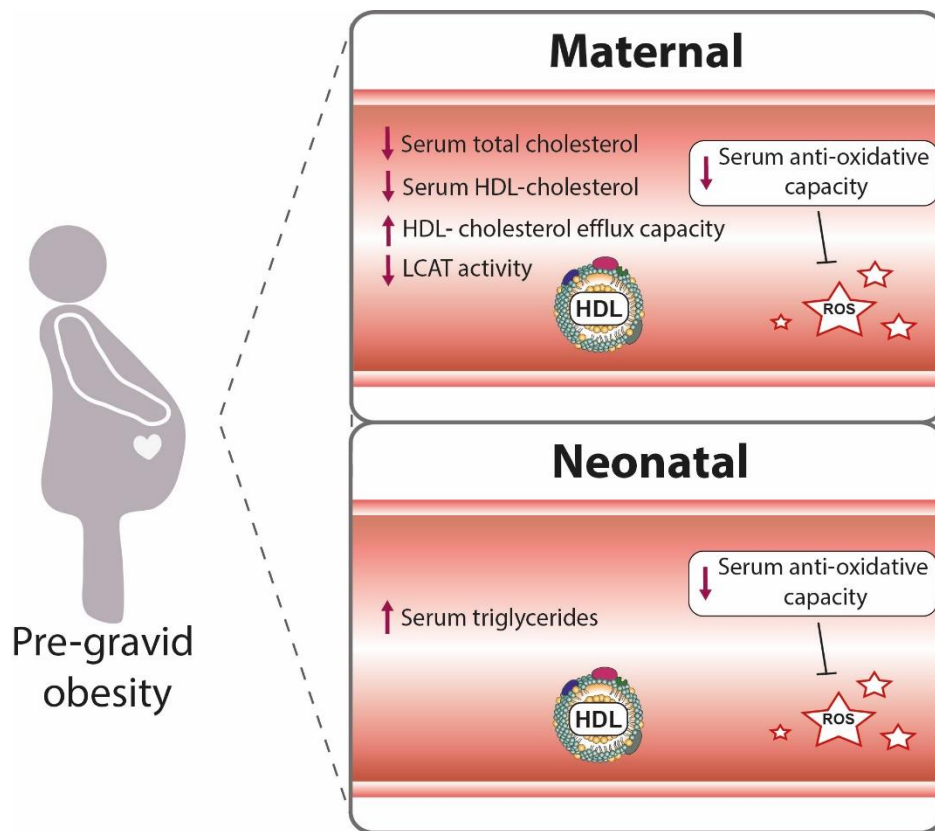 Maternal
Serum total cholesterol
Serum HDL-cholesterol
HDL- cholesterol efflux capacity
LCAT activity
HDL
Serum anti-oxidative
capacity
ROS
Neonatal
Serum triglycerides
HDL
Serum anti-oxidative
capacity
ROS
Pre-gravid
obesity